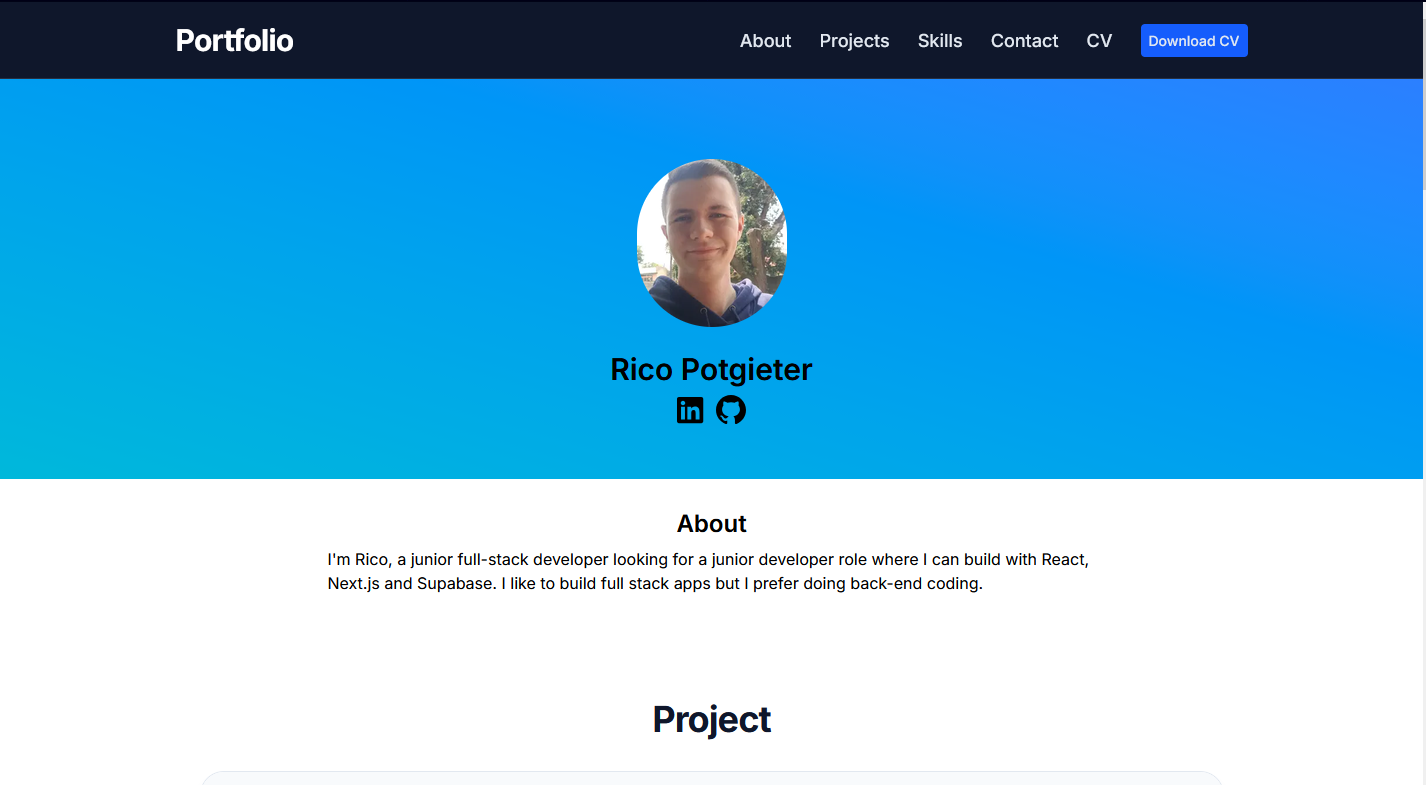 Portfolio
About Projects Skills Contact CV Download CV
Rico Potgieter
in
About
I'm Rico, a junior full-stack developer looking for a junior developer role where I can build with React,
Next.js and Supabase. I like to build full stack apps but I prefer doing back-end coding.
Project